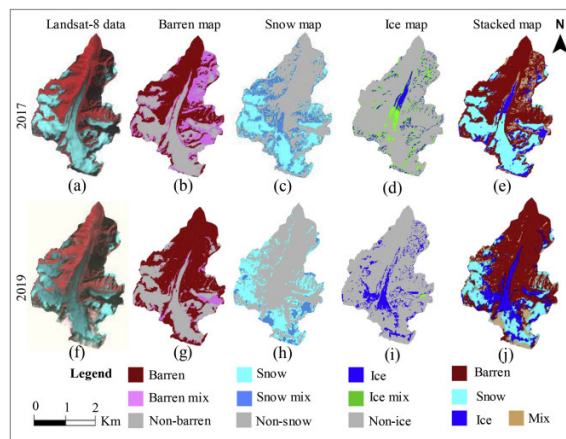 Landsat-8 data Barren map Snow map Ice map Stacked map N
2017
(a) (b) (c) (d) (e)
2019
(f) (g) (h) (i) (j)
Legend Barren Snow Ice Barren
Barren mix Snow mix Ice mix Snow
0 1 2 Non-barren Non-snow Non-ice Ice Mix
Km